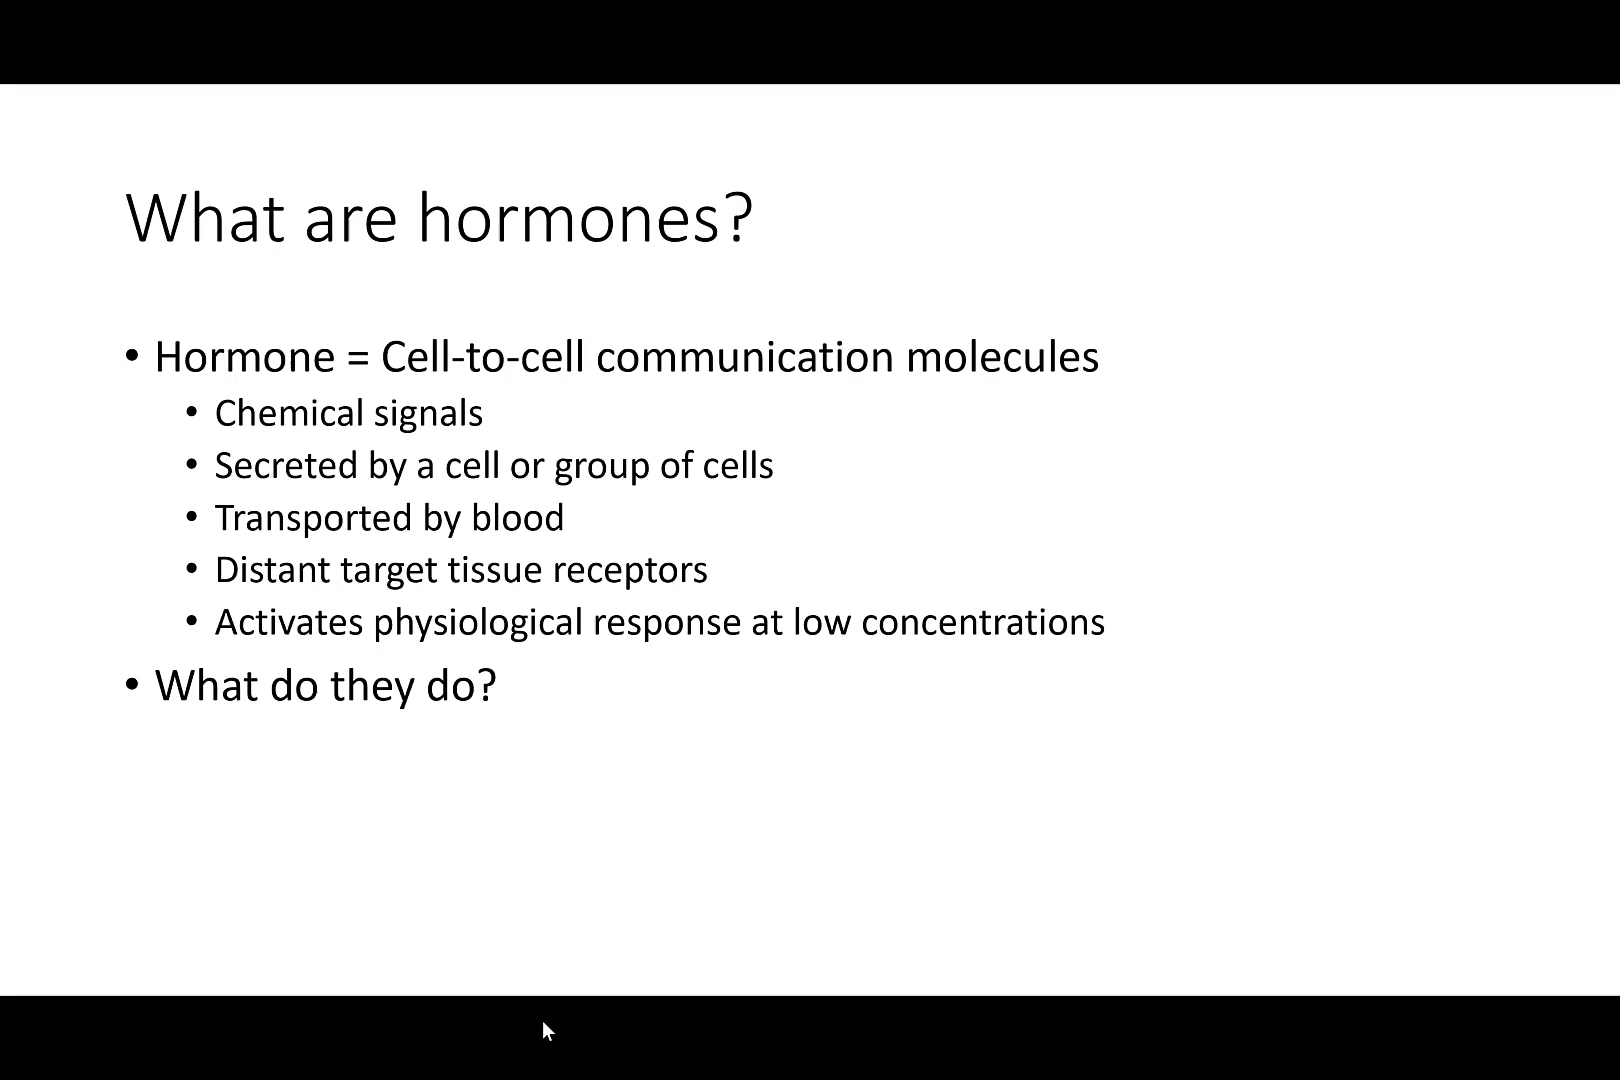 What are hormones?
• Hormone = Cell-to-cell communication molecules
• Chemical signals
• Secreted by a cell or group of cells
• Transported by blood
• Distant target tissue receptors
• Activates physiological response at low concentrations
• What do they do?